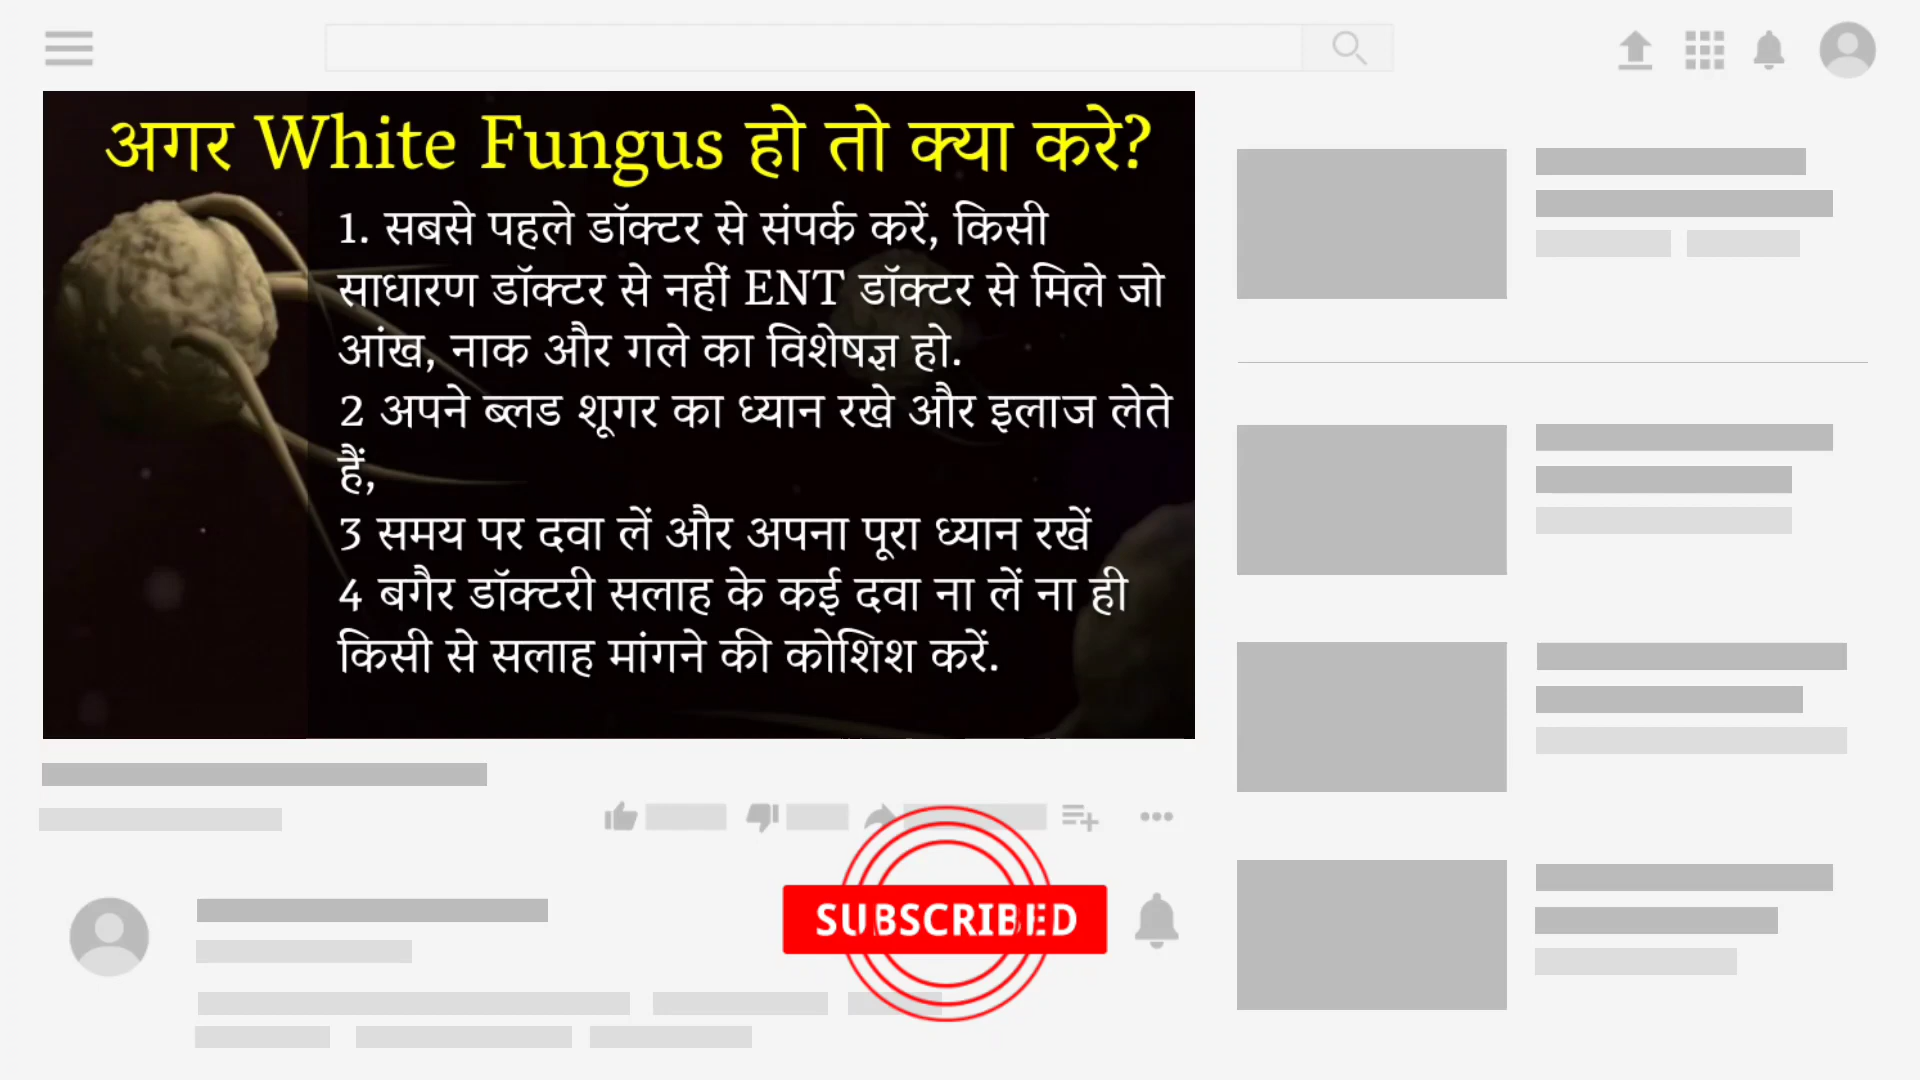 अगर White Fungus हो तो क्या करे?
1. सबसे पहले डॉक्टर से संपर्क करें, किसी
साधारण डॉक्टर से नहीं ENT डॉक्टर से मिले जो
आंख, नाक और गले का विशेषज्ञ हो.
2 अपने ब्लड शूगर का ध्यान रखे और इलाज लेते
हैं,
3 समय पर दवा लें और अपना पूरा ध्यान रखें
4 बगैर डॉक्टरी सलाह के कई दवा ना लें ना ही
किसी से सलाह मांगने की कोशिश करें.
SUBSCRIBED